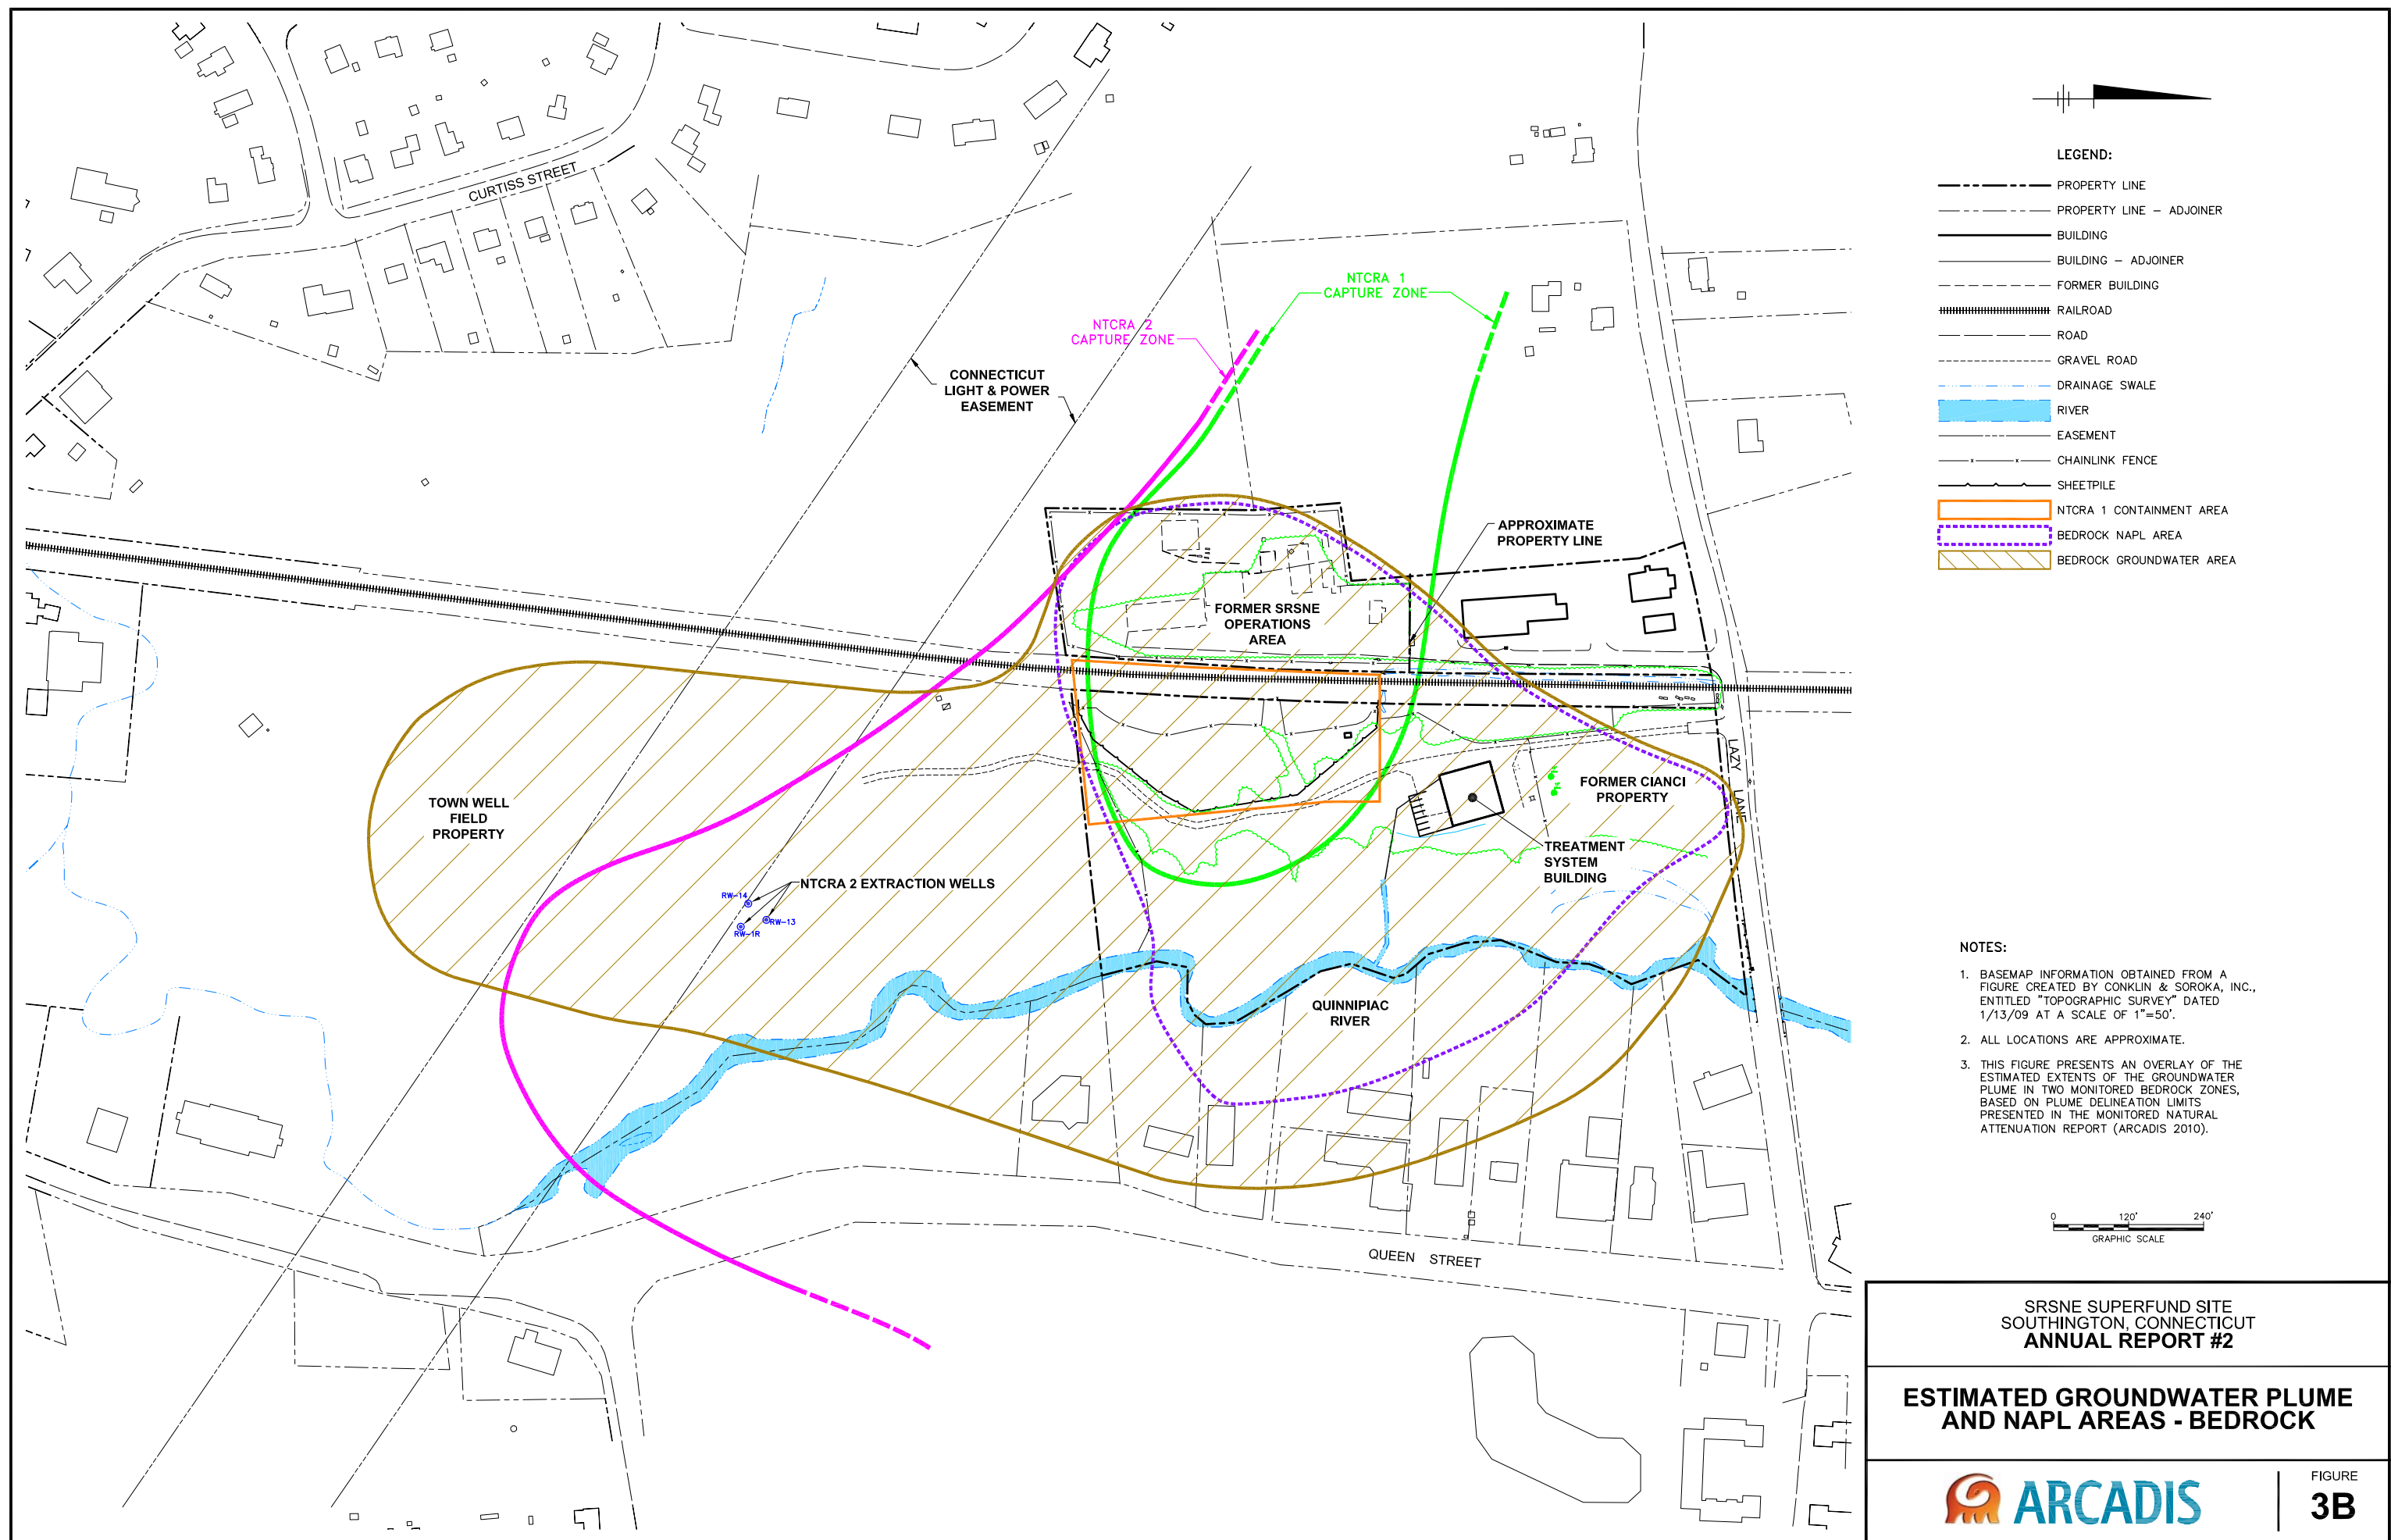 CURTISS STREET
NTCRA 1
CAPTURE ZONE
NTCRA 2
CAPTURE ZONE
CONNECTICUT
LIGHT & POWER
EASEMENT
APPROXIMATE
PROPERTY LINE
FORMER SRSNE
OPERATIONS
AREA
TOWN WELL
FIELD
PROPERTY
FORMER CIANCI
PROPERTY
LAZY LANE
TREATMENT
SYSTEM
BUILDING
NTCRA 2 EXTRACTION WELLS
RW-14
RW-13
RW-1R
QUINNIPIAC
RIVER
QUEEN STREET
LEGEND:
PROPERTY LINE
PROPERTY LINE - ADJOINER
BUILDING
BUILDING - ADJOINER
FORMER BUILDING
RAILROAD
ROAD
GRAVEL ROAD
DRAINAGE SWALE
RIVER
EASEMENT
CHAINLINK FENCE
SHEETPILE
NTCRA 1 CONTAINMENT AREA
BEDROCK NAPL AREA
BEDROCK GROUNDWATER AREA
NOTES:
1. BASEMAP INFORMATION OBTAINED FROM A
FIGURE CREATED BY CONKLIN & SOROKA, INC.,
ENTITLED "TOPOGRAPHIC SURVEY" DATED
1/13/09 AT A SCALE OF 1"=50'.
2. ALL LOCATIONS ARE APPROXIMATE.
3. THIS FIGURE PRESENTS AN OVERLAY OF THE
ESTIMATED EXTENTS OF THE GROUNDWATER
PLUME IN TWO MONITORED BEDROCK ZONES,
BASED ON PLUME DELINEATION LIMITS
PRESENTED IN THE MONITORED NATURAL
ATTENUATION REPORT (ARCADIS 2010).
0 120' 240'
GRAPHIC SCALE
SRSNE SUPERFUND SITE
SOUTHINGTON, CONNECTICUT
ANNUAL REPORT #2
ESTIMATED GROUNDWATER PLUME
AND NAPL AREAS - BEDROCK
ARCADIS
FIGURE
3B